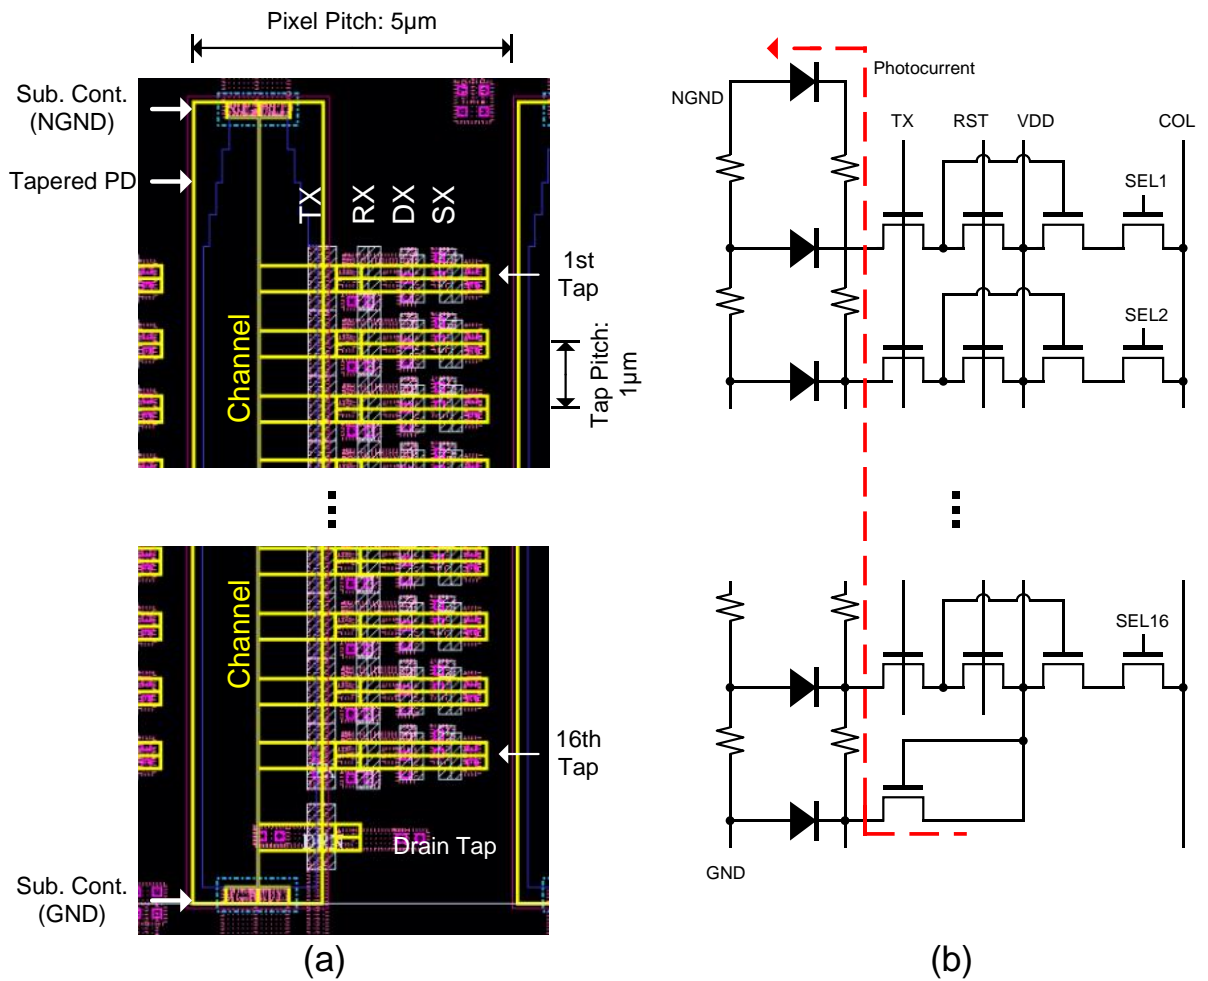 Pixel Pitch: 5µm
Sub. Cont.
(NGND)
Tapered PD
TX
RX
DX
SX
1st
Tap
Channel
Tap Pitch:
1µm
Channel
16th
Tap
Drain Tap
Sub. Cont.
(GND)
(a)
Photocurrent
NGND
TX
RST
VDD
COL
SEL1
SEL2
SEL16
GND
(b)